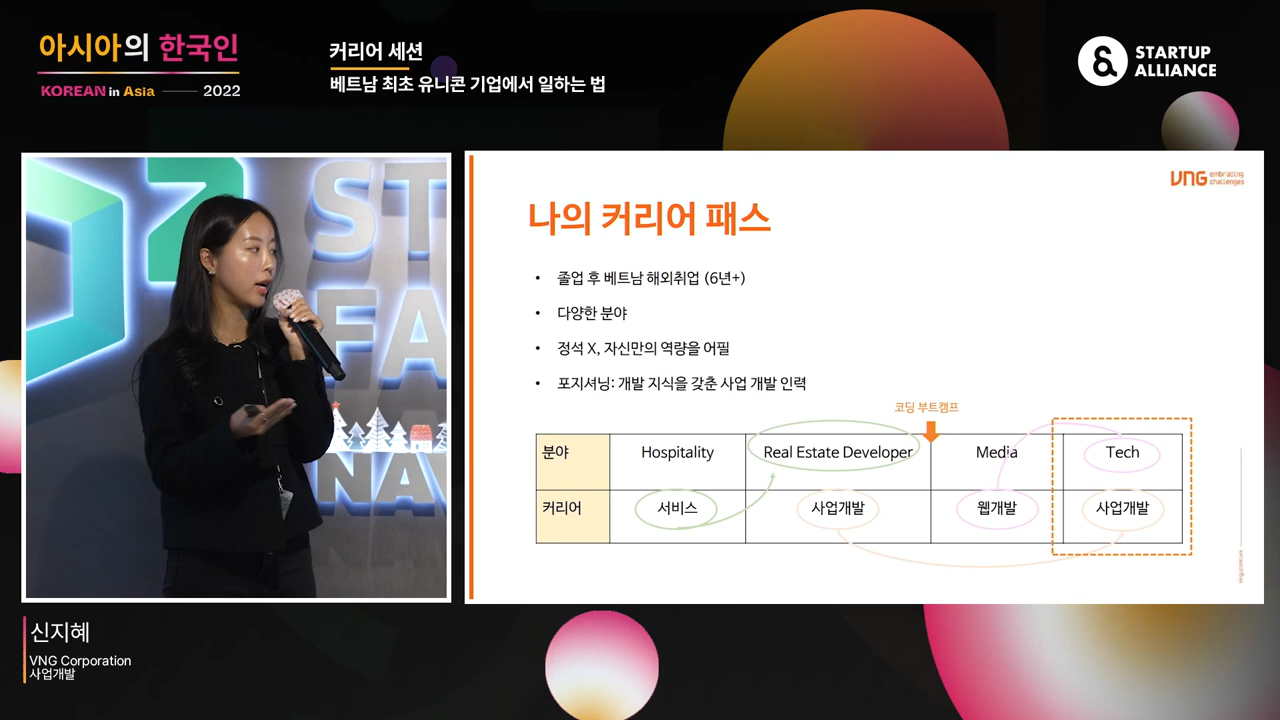 아시아의 한국인
KOREAN in Asia 2022
커리어 세션
베트남 최초 유니콘 기업에서 일하는 법
&
STARTUP
ALLIANCE
ST
FA
NAV
VNG embracing challenges
나의 커리어 패스
• 졸업 후 베트남 해외취업 (6년+)
• 다양한 분야
• 정석 X, 자신만의 역량을 어필
• 포지셔닝: 개발 지식을 갖춘 사업 개발 인력
코딩 부트캠프
분야 Hospitality Real Estate Developer Media Tech
커리어 서비스 사업개발 웹개발 사업개발
신지혜
VNG Corporation
사업개발